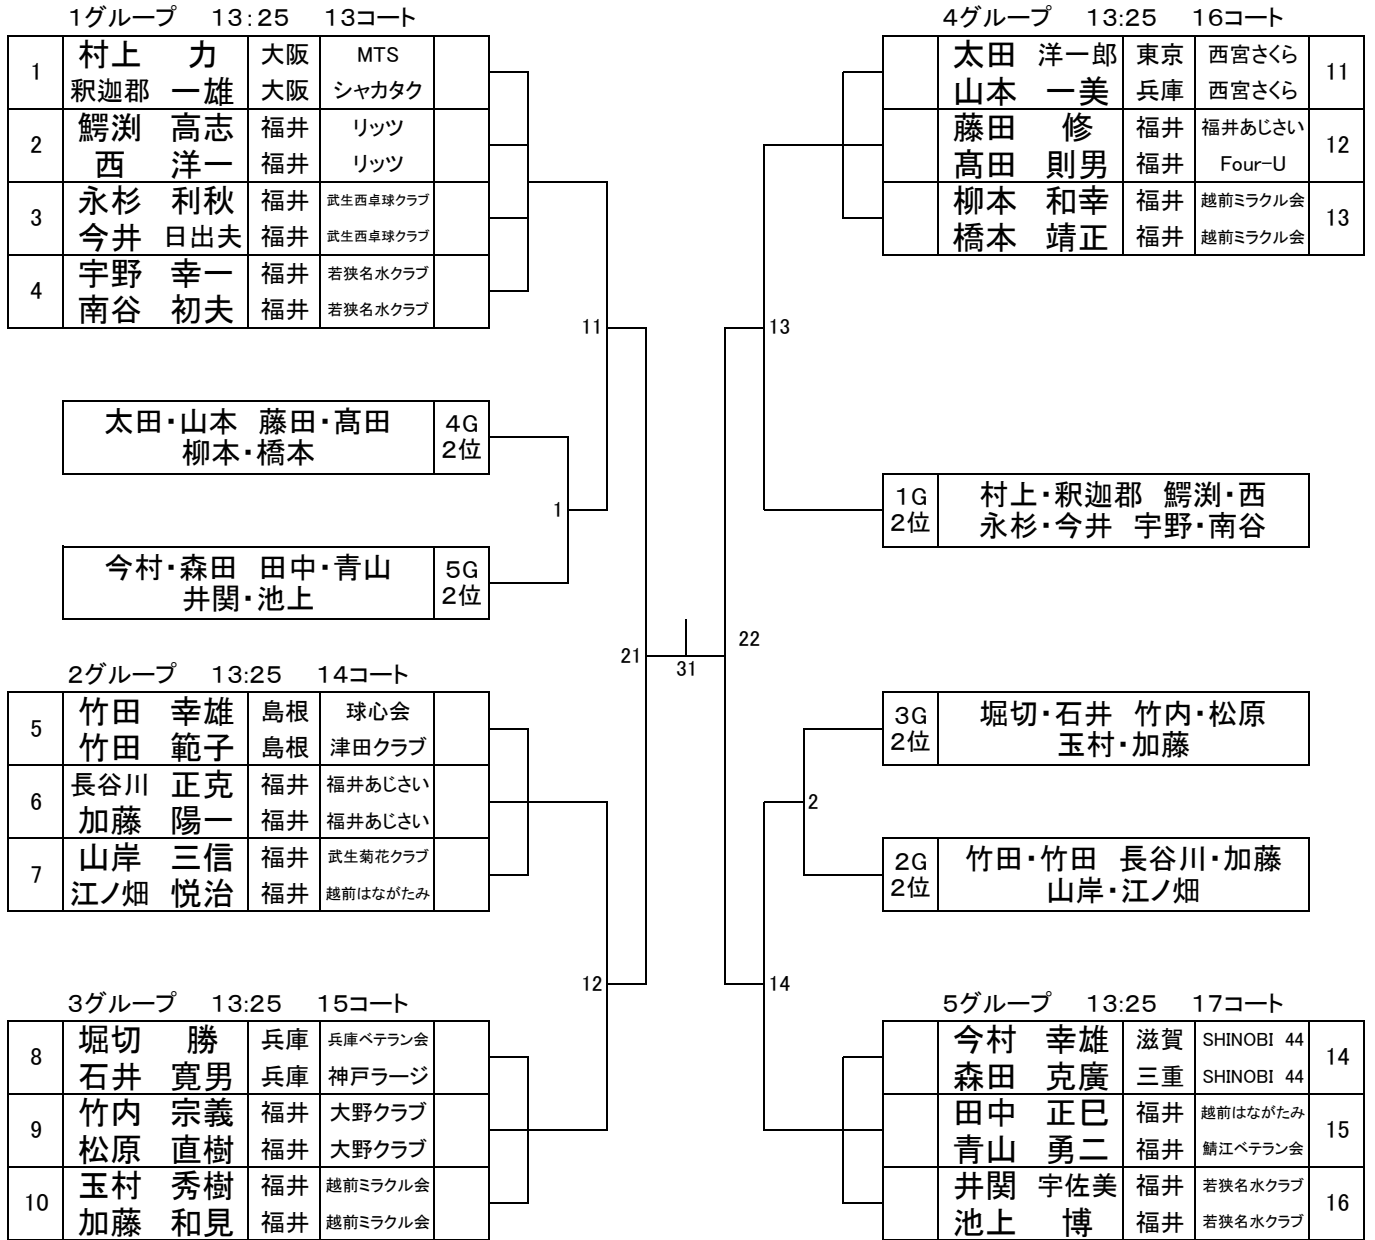 1グループ　13:25　13コート
1 村上　力 大阪 MTS
釈迦郡　一雄 大阪 シャカタク
2 鰐渕　高志 福井 リッツ
西　洋一 福井 リッツ
3 永杉　利秋 福井 武生西卓球クラブ
今井　日出夫 福井 武生西卓球クラブ
4 宇野　幸一 福井 若狭名水クラブ
南谷　初夫 福井 若狭名水クラブ
11
太田・山本　藤田・髙田
柳本・橋本
4G
2位
1
今村・森田　田中・青山
井関・池上
5G
2位
21
2グループ　13:25　14コート
5 竹田　幸雄 島根 球心会
竹田　範子 島根 津田クラブ
6 長谷川　正克 福井 福井あじさい
加藤　陽一 福井 福井あじさい
7 山岸　三信 福井 武生菊花クラブ
江ノ畑　悦治 福井 越前はながたみ
12
3グループ　13:25　15コート
8 堀切　勝 兵庫 兵庫ベテラン会
石井　寛男 兵庫 神戸ラージ
9 竹内　宗義 福井 大野クラブ
松原　直樹 福井 大野クラブ
10 玉村　秀樹 福井 越前ミラクル会
加藤　和見 福井 越前ミラクル会
31
4グループ　13:25　16コート
太田　洋一郎 東京 西宮さくら 11
山本　一美 兵庫 西宮さくら
藤田　修 福井 福井あじさい 12
髙田　則男 福井 Four-U
柳本　和幸 福井 越前ミラクル会 13
橋本　靖正 福井 越前ミラクル会
13
1G
2位
村上・釈迦郡　鰐渕・西
永杉・今井　宇野・南谷
22
3G
2位
堀切・石井　竹内・松原
玉村・加藤
2
2G
2位
竹田・竹田　長谷川・加藤
山岸・江ノ畑
14
5グループ　13:25　17コート
今村　幸雄 滋賀 SHINOBI 44 14
森田　克廣 三重 SHINOBI 44
田中　正巳 福井 越前はながたみ 15
青山　勇二 福井 鯖江ベテラン会
井関　宇佐美 福井 若狭名水クラブ 16
池上　博 福井 若狭名水クラブ